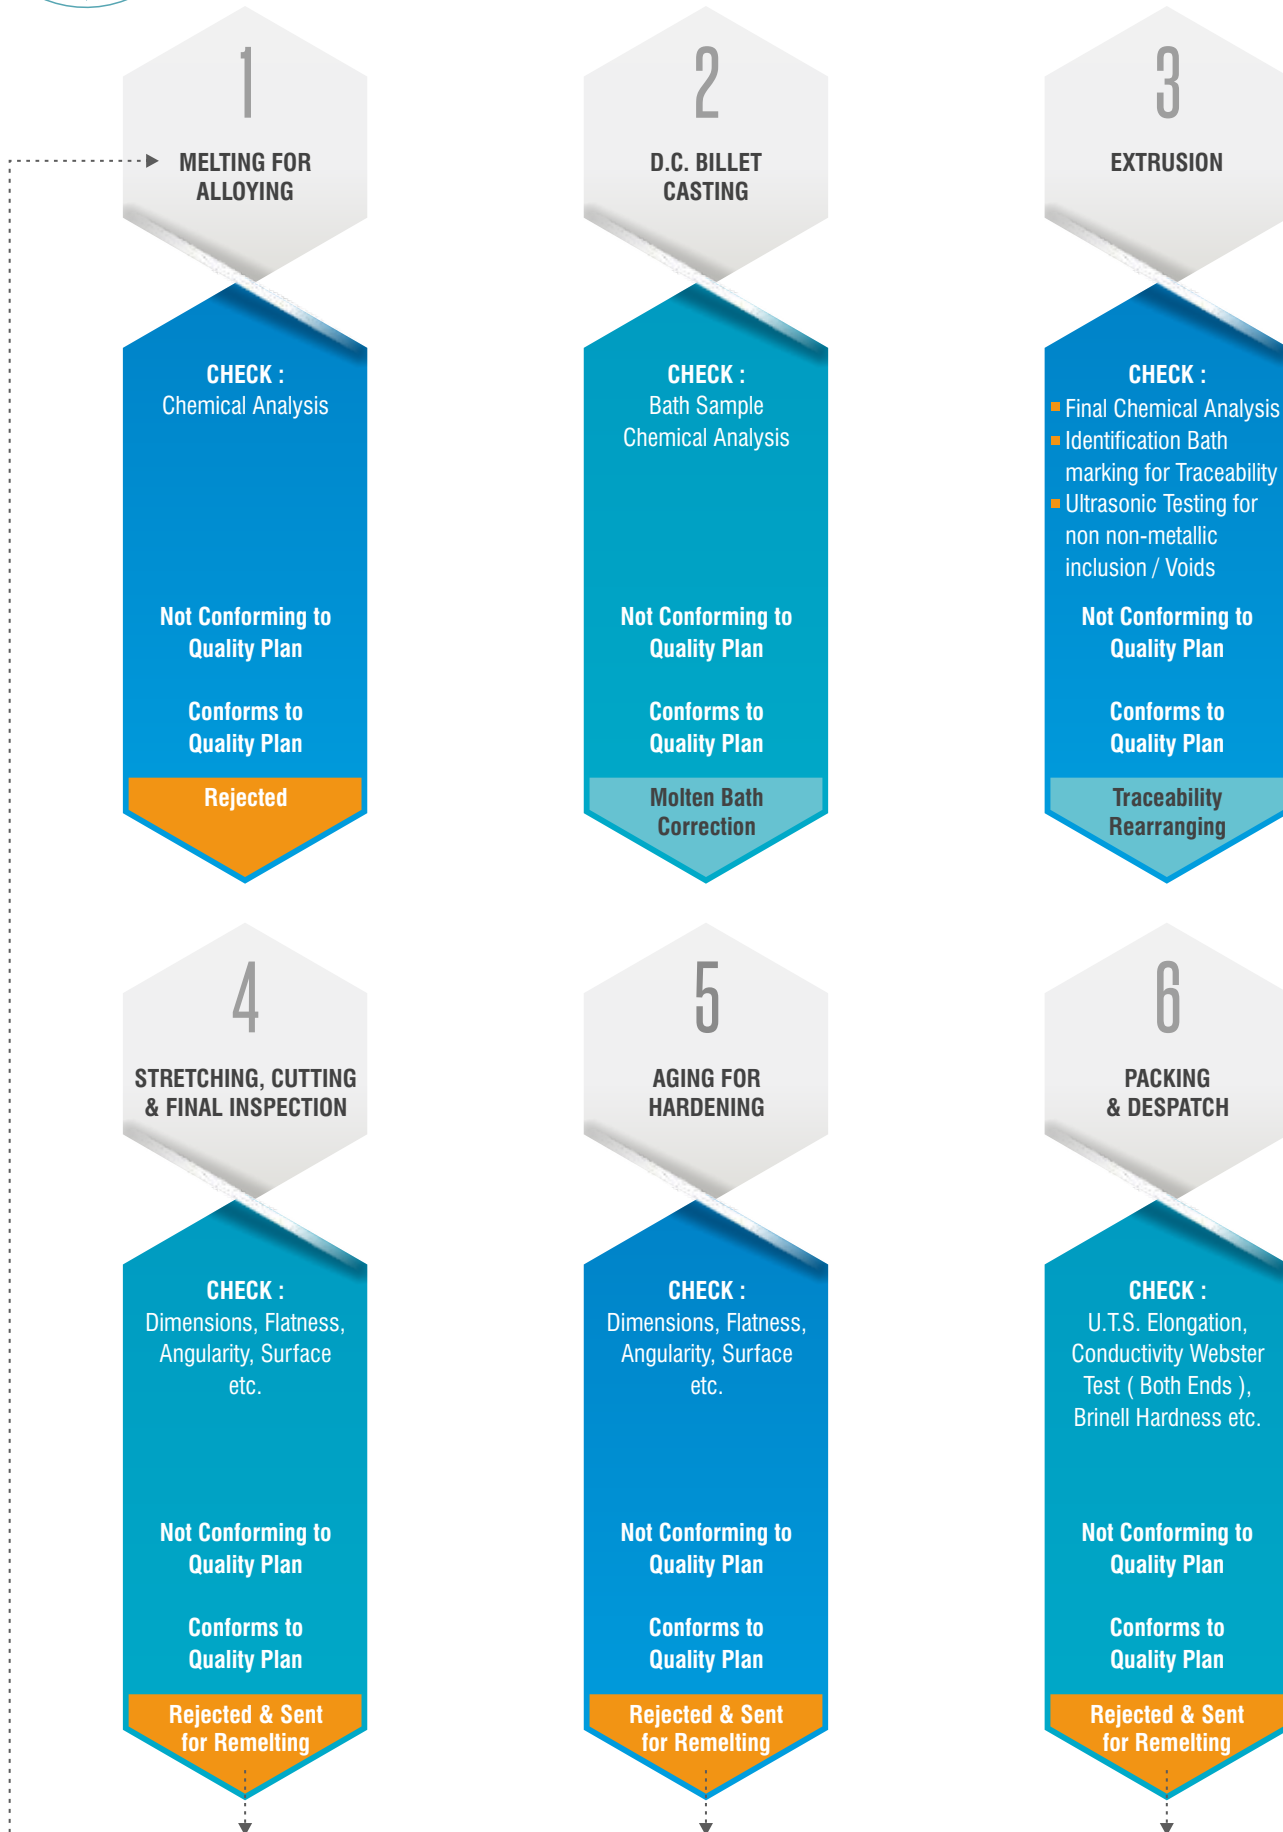 1
MELTING FOR
ALLOYING
CHECK :
Chemical Analysis
Not Conforming to
Quality Plan
Conforms to
Quality Plan
Rejected
2
D.C. BILLET
CASTING
CHECK :
Bath Sample
Chemical Analysis
Not Conforming to
Quality Plan
Conforms to
Quality Plan
Molten Bath
Correction
3
EXTRUSION
CHECK :
Final Chemical Analysis
Identification Bath
marking for Traceability
Ultrasonic Testing for
non non-metallic
inclusion / Voids
Not Conforming to
Quality Plan
Conforms to
Quality Plan
Traceability
Rearranging
4
STRETCHING, CUTTING
& FINAL INSPECTION
CHECK :
Dimensions, Flatness,
Angularity, Surface
etc.
Not Conforming to
Quality Plan
Conforms to
Quality Plan
Rejected & Sent
for Remelting
5
AGING FOR
HARDENING
CHECK :
Dimensions, Flatness,
Angularity, Surface
etc.
Not Conforming to
Quality Plan
Conforms to
Quality Plan
Rejected & Sent
for Remelting
6
PACKING
& DESPATCH
CHECK :
U.T.S. Elongation,
Conductivity Webster
Test ( Both Ends ),
Brinell Hardness etc.
Not Conforming to
Quality Plan
Conforms to
Quality Plan
Rejected & Sent
for Remelting